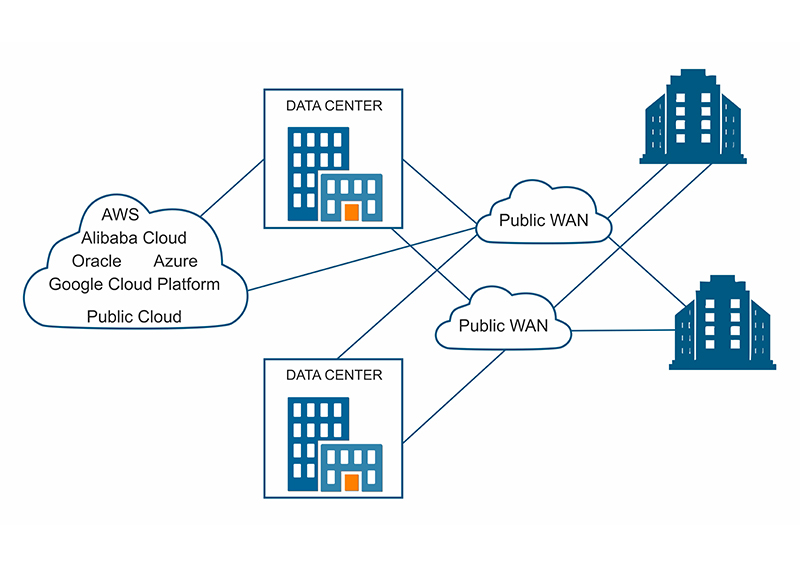 DATA CENTER
AWS
Alibaba Cloud
Oracle Azure
Google Cloud Platform
Public Cloud
Public WAN
Public WAN
DATA CENTER